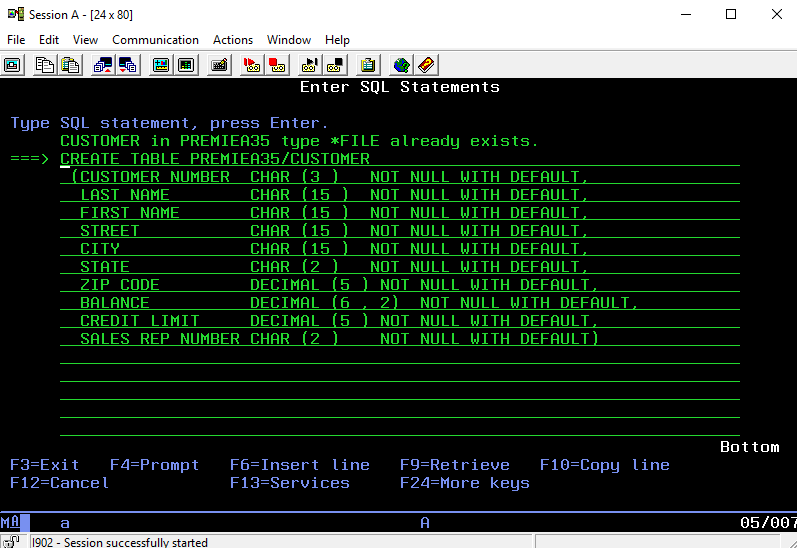 Session A - [24 x 80]
File Edit View Communication Actions Window Help
Enter SQL Statements
Type SQL statement, press Enter.
CUSTOMER in PREMIEA35 type *FILE already exists.
===> CREATE TABLE PREMIEA35/CUSTOMER
(CUSTOMER NUMBER CHAR (3 ) NOT NULL WITH DEFAULT,
LAST NAME CHAR (15 ) NOT NULL WITH DEFAULT,
FIRST NAME CHAR (15 ) NOT NULL WITH DEFAULT,
STREET CHAR (15 ) NOT NULL WITH DEFAULT,
CITY CHAR (15 ) NOT NULL WITH DEFAULT,
STATE CHAR (2 ) NOT NULL WITH DEFAULT,
ZIP CODE DECIMAL (5 ) NOT NULL WITH DEFAULT,
BALANCE DECIMAL (6 , 2) NOT NULL WITH DEFAULT,
CREDIT LIMIT DECIMAL (5 ) NOT NULL WITH DEFAULT,
SALES REP NUMBER CHAR (2 ) NOT NULL WITH DEFAULT)
Bottom
F3=Exit F4=Prompt F6=Insert line F9=Retrieve F10=Copy line
F12=Cancel F13=Services F24=More keys
MA a A 05/007
I902 - Session successfully started